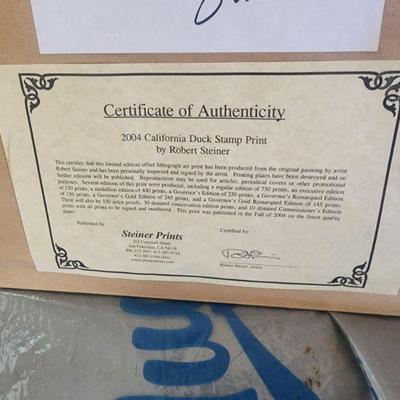 Certificate of Authenticity
2004 California Duck Stamp Print
by Robert Steiner
This certifies that this limited edition offset lithograph art print has been produced from the original painting by artist
Robert Steiner and has been personally inspected and signed by the artist. Printing plates have been destroyed and no
further editions will be published. Reproductions may be used for articles, personal covers or other promotional
purposes. Several editions of this print were produced, including a regular edition of 750 prints, an executive edition
of 150 prints, a medallion edition of 400 prints, a Governor's Edition of 250 prints, a Governor's Remarqued Edition
of 150 prints, a Governor's Gold Edition of 245 prints, a Governor's Gold Remarqued Edition of 145 prints
There will also be 150 artist proofs, 30 donated conservation edition prints, and 10 donated Commissioner's Edition
prints with all prints to be signed and numbered. This print was published in the Fall of 2004 on the finest quality
paper.
Published by:
Certified by:
Steiner Prints
315 Cornwall Street
San Francisco, CA 94118
Robert Steiner, Artist